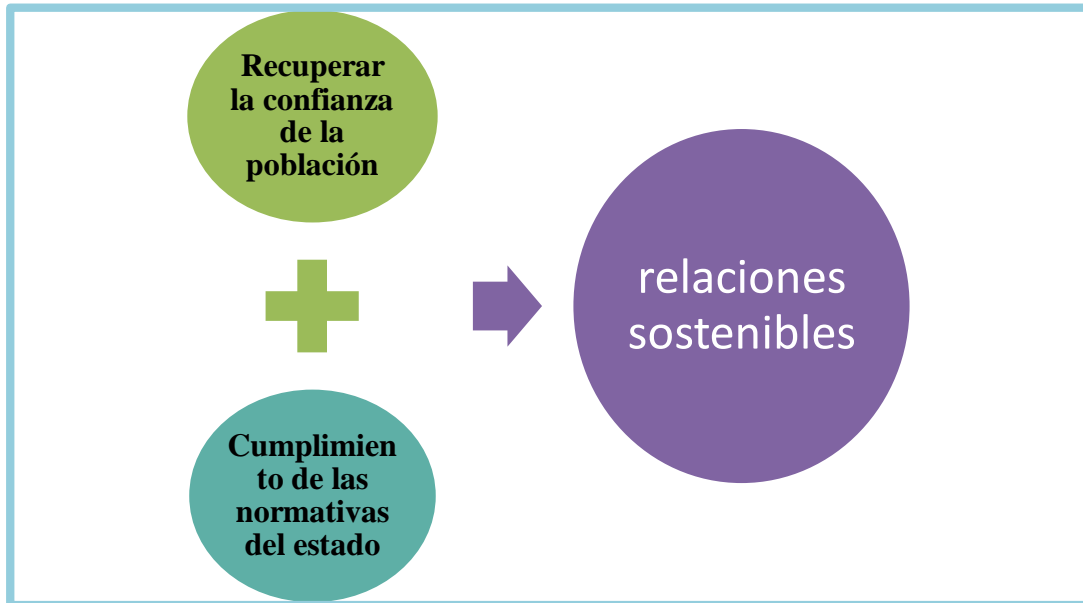 Recuperar
la confianza
de la
población
relaciones
sostenibles
Cumplimien
to de las
normativas
del estado